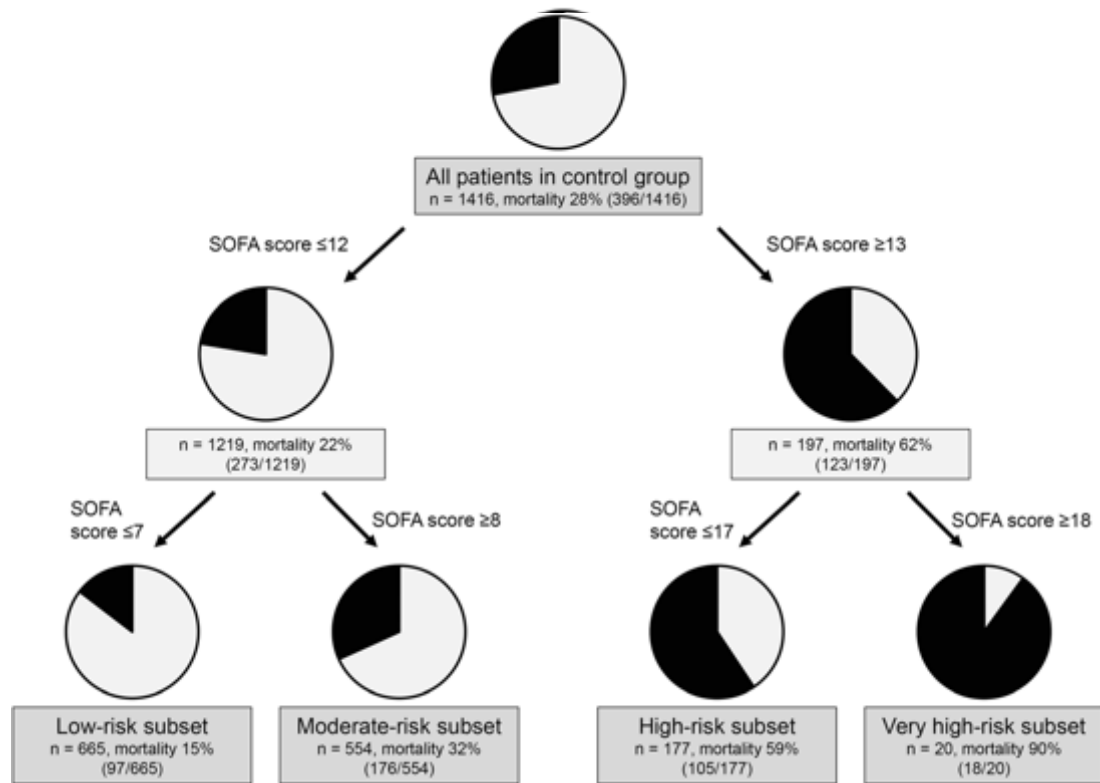 All patients in control group
n = 1416, mortality 28% (396/1416)
SOFA score ≤12
SOFA score ≥13
n = 1219, mortality 22%
(273/1219)
n = 197, mortality 62%
(123/197)
SOFA
score ≤7
SOFA score ≥8
SOFA
score ≤17
SOFA score ≥18
Low-risk subset
n = 665, mortality 15%
(97/665)
Moderate-risk subset
n = 554, mortality 32%
(176/554)
High-risk subset
n = 177, mortality 59%
(105/177)
Very high-risk subset
n = 20, mortality 90%
(18/20)